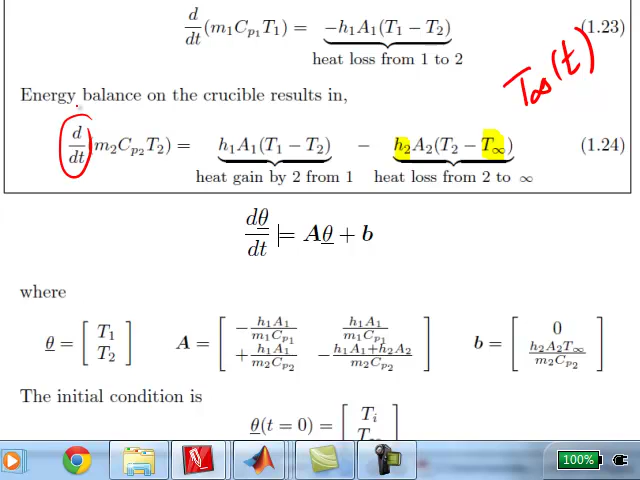 d/dt (m₁C_{p₁}T₁) = −h₁A₁(T₁ − T₂) (1.23)
heat loss from 1 to 2
T∞(t)
Energy balance on the crucible results in,
d/dt (m₂C_{p₂}T₂) = h₁A₁(T₁ − T₂) − h₂A₂(T₂ − T∞) (1.24)
heat gain by 2 from 1 heat loss from 2 to ∞
dθ/dt = Aθ + b
where
θ = [ T₁ ; T₂ ] A = [ −h₁A₁/m₁C_{p₁} h₁A₁/m₁C_{p₁} ; +h₁A₁/m₂C_{p₂} −h₁A₁+h₂A₂/m₂C_{p₂} ] b = [ 0 ; h₂A₂T∞/m₂C_{p₂} ]
The initial condition is
θ(t = 0) = [ T_i ; T∞ ]
100%